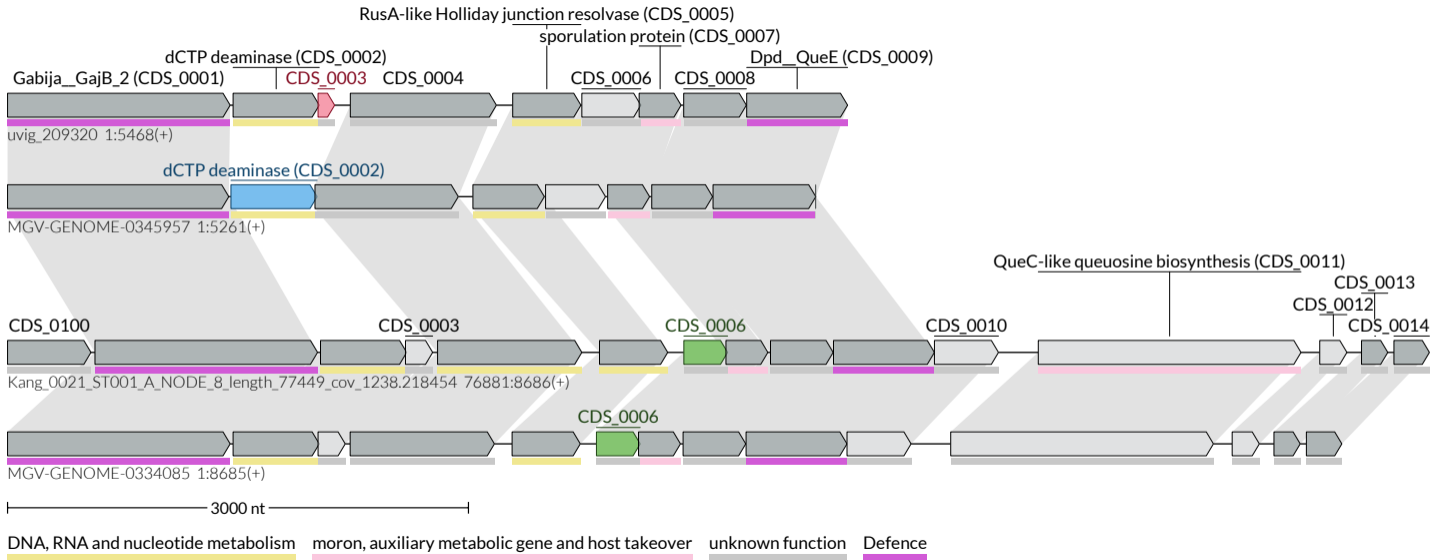 RusA-like Holliday junction resolvase (CDS_0005)
sporulation protein (CDS_0007)
dCTP deaminase (CDS_0002) Dpd__QueE (CDS_0009)
Gabija__GajB_2 (CDS_0001) CDS_0003 CDS_0004 CDS_0006 CDS_0008
uvig_209320 1:5468(+)
dCTP deaminase (CDS_0002)
MGV-GENOME-0345957 1:5261(+)
QueC-like queuosine biosynthesis (CDS_0011)
CDS_0013
CDS_0012
CDS_0100 CDS_0003 CDS_0006 CDS_0010 CDS_0014
Kang_0021_ST001_A_NODE_8_length_77449_cov_1238.218454 76881:8686(+)
CDS_0006
MGV-GENOME-0334085 1:8685(+)
3000 nt
DNA, RNA and nucleotide metabolism moron, auxiliary metabolic gene and host takeover unknown function Defence